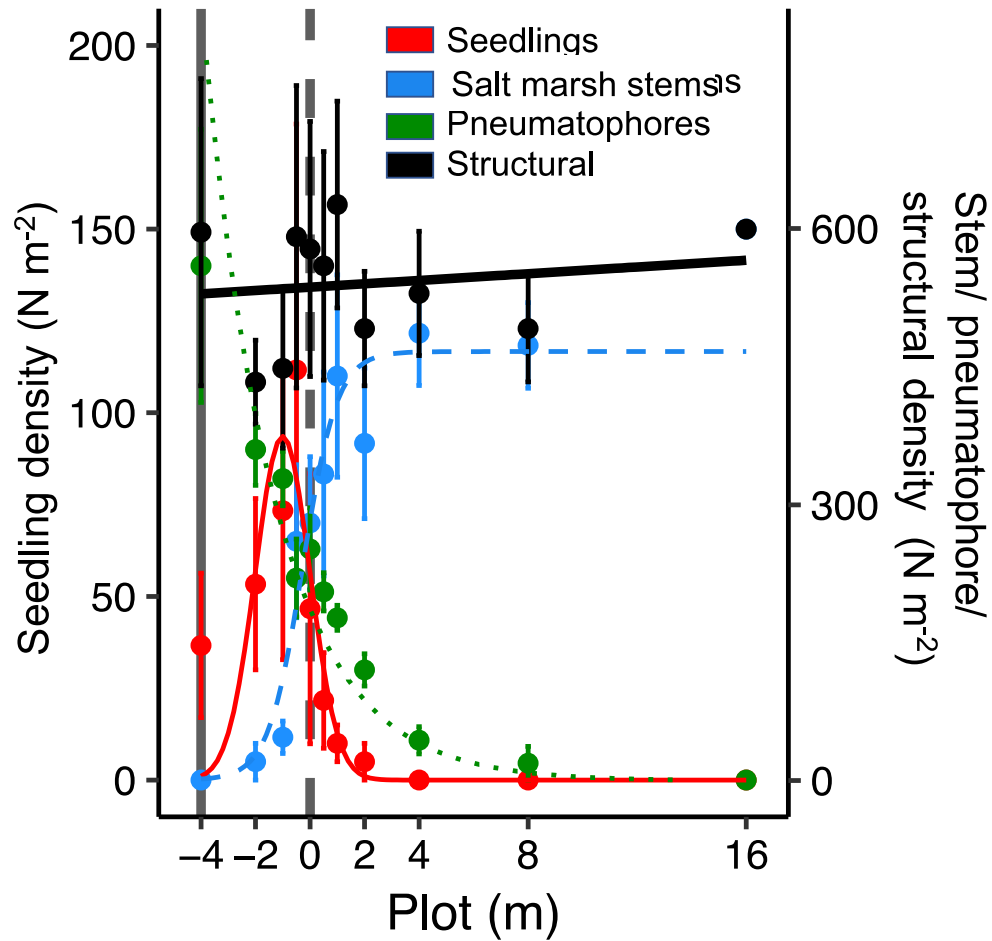 Seedlings
Salt marsh stems
Pneumatophores
Structural
200
150
100
50
0
Seedling density (N m-2)
600
300
0
Stem/ pneumatophore/
structural density (N m-2)
−4
−2
0
2
4
8
16
Plot (m)